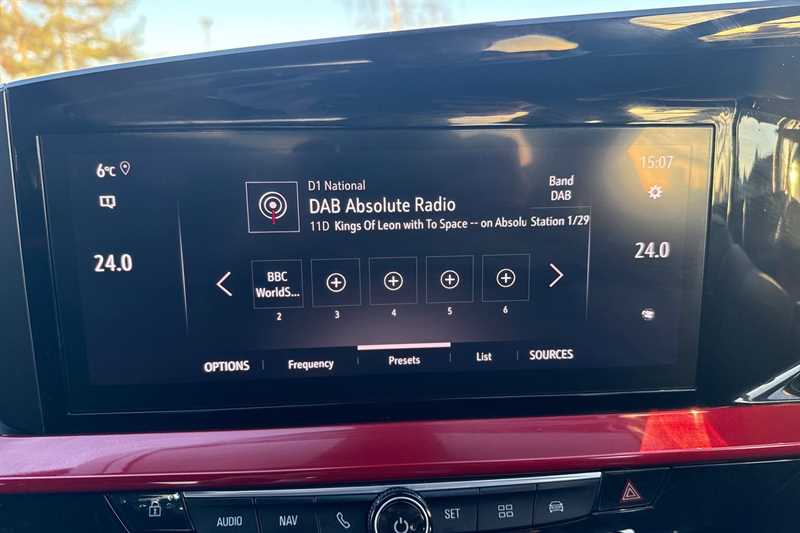 6°C
15:07
D1 National
DAB Absolute Radio
11D Kings Of Leon with To Space -- on Absolu Station 1/29
Band
DAB
24.0
24.0
BBC
WorldS...
2
3
4
5
6
OPTIONS
Frequency
Presets
List
SOURCES
AUDIO
NAV
SET